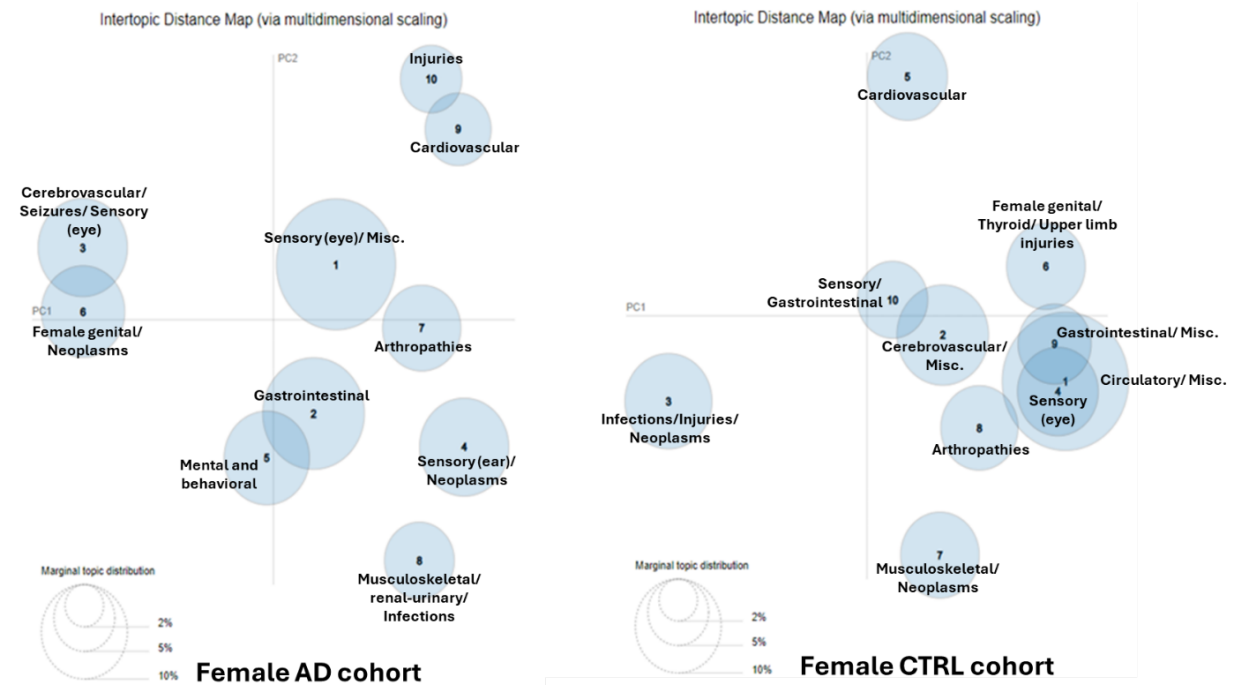 Intertopic Distance Map (via multidimensional scaling)
PC2
Injuries
10
9
Cardiovascular
Cerebrovascular/
Seizures/ Sensory
(eye)
3
Sensory (eye)/ Misc.
1
PC1
6
Female genital/
Neoplasms
7
Arthropathies
Gastrointestinal
2
Mental and
behavioral
5
4
Sensory (ear)/
Neoplasms
8
Musculoskeletal/
renal-urinary/
Infections
Marginal topic distribution
2%
5%
10%
Female AD cohort
Intertopic Distance Map (via multidimensional scaling)
PC2
5
Cardiovascular
Female genital/
Thyroid/ Upper limb
injuries
6
Sensory/
Gastrointestinal
10
PC1
2
Cerebrovascular/
Misc.
Gastrointestinal/ Misc.
9
1
Circulatory/ Misc.
4
Sensory
(eye)
3
Infections/Injuries/
Neoplasms
8
Arthropathies
7
Musculoskeletal/
Neoplasms
Marginal topic distribution
2%
5%
10%
Female CTRL cohort